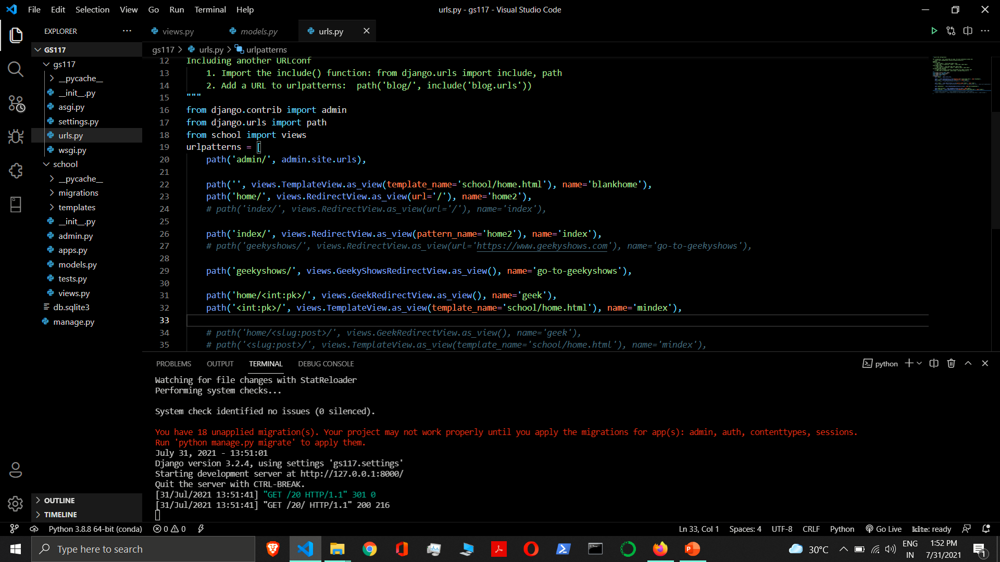 File Edit Selection View Go Run Terminal Help
urls.py - gs117 - Visual Studio Code
EXPLORER
views.py
models.py
urls.py
GS117
gs117
__pycache__
__init__.py
asgi.py
settings.py
urls.py
wsgi.py
school
__pycache__
migrations
templates
__init__.py
admin.py
apps.py
models.py
tests.py
views.py
db.sqlite3
manage.py
OUTLINE
TIMELINE
gs117 > urls.py > urlpatterns
12 Including another URLconf
13     1. Import the include() function: from django.urls import include, path
14     2. Add a URL to urlpatterns:  path('blog/', include('blog.urls'))
15 """
16 from django.contrib import admin
17 from django.urls import path
18 from school import views
19 urlpatterns = [
20     path('admin/', admin.site.urls),
21
22     path('', views.TemplateView.as_view(template_name='school/home.html'), name='blankhome'),
23     path('home/', views.RedirectView.as_view(url='/'), name='home2'),
24     # path('index/', views.RedirectView.as_view(url='/'), name='index'),
25
26     path('index/', views.RedirectView.as_view(pattern_name='home2'), name='index'),
27     # path('geekyshows/', views.RedirectView.as_view(url='https://www.geekyshows.com'), name='go-to-geekyshows'),
28
29     path('geekyshows/', views.GeekyShowsRedirectView.as_view(), name='go-to-geekyshows'),
30
31     path('home/<int:pk>/', views.GeekRedirectView.as_view(), name='geek'),
32     path('<int:pk>/', views.TemplateView.as_view(template_name='school/home.html'), name='mindex'),
33
34     # path('home/<slug:post>/', views.GeekRedirectView.as_view(), name='geek'),
35     # path('<slug:post>/', views.TemplateView.as_view(template_name='school/home.html'), name='mindex'),
PROBLEMS OUTPUT TERMINAL DEBUG CONSOLE
python
Watching for file changes with StatReloader
Performing system checks...
System check identified no issues (0 silenced).
You have 18 unapplied migration(s). Your project may not work properly until you apply the migrations for app(s): admin, auth, contenttypes, sessions.
Run 'python manage.py migrate' to apply them.
July 31, 2021 - 13:51:01
Django version 3.2.4, using settings 'gs117.settings'
Starting development server at http://127.0.0.1:8000/
Quit the server with CTRL-BREAK.
[31/Jul/2021 13:51:41] "GET /20 HTTP/1.1" 301 0
[31/Jul/2021 13:51:41] "GET /20/ HTTP/1.1" 200 216
Python 3.8.8 64-bit (conda) 0 0
Ln 33, Col 1 Spaces: 4 UTF-8 CRLF Python Go Live kite: ready
Type here to search
30°C
ENG
IN
1:52 PM
7/31/2021
1